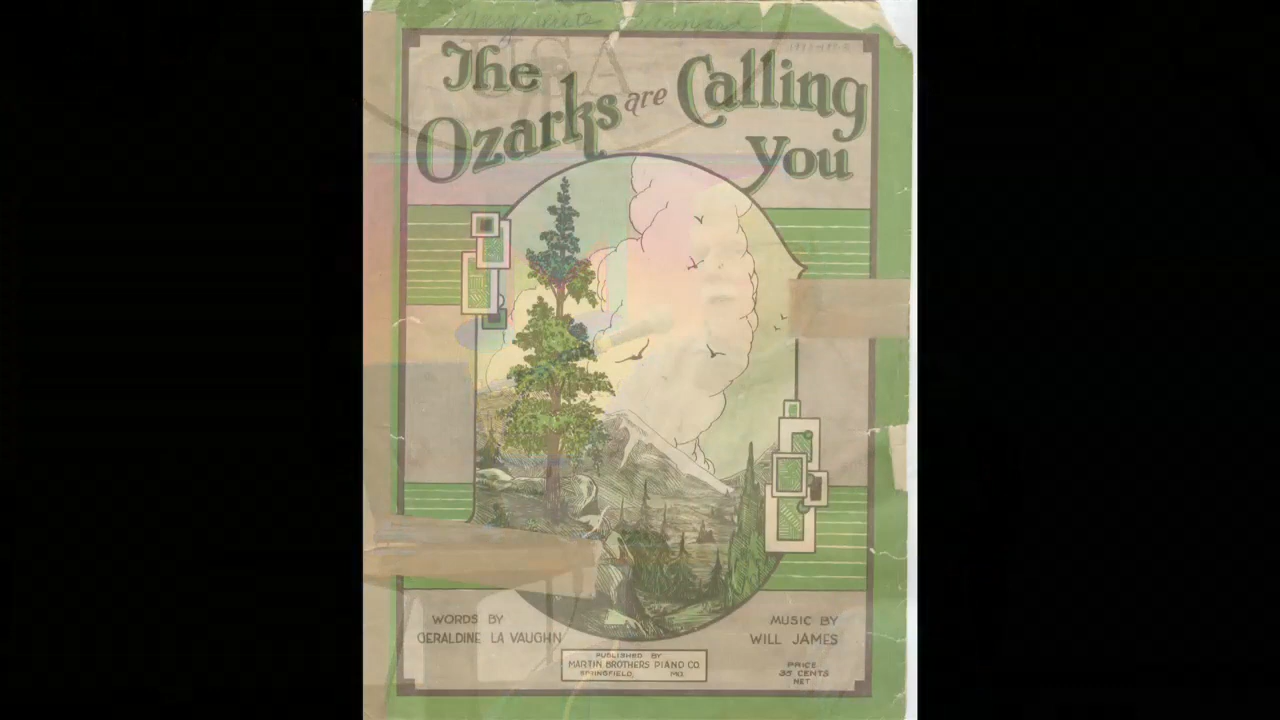 USA
The
Ozarks are Calling
You
WORDS BY
GERALDINE LA VAUGHN
MUSIC BY
WILL JAMES
PUBLISHED BY
MARTIN BROTHERS PIANO CO.
SPRINGFIELD, MO.
PRICE
35 CENTS
NET